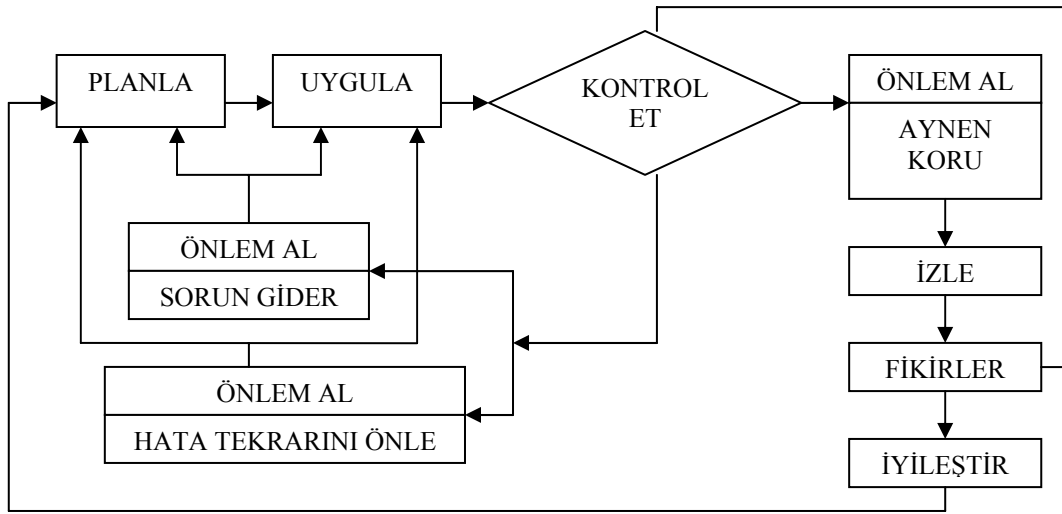 PLANLA
UYGULA
KONTROL
ET
ÖNLEM AL
AYNEN
KORU
ÖNLEM AL
SORUN GİDER
İZLE
FİKİRLER
ÖNLEM AL
HATA TEKRARINI ÖNLE
İYİLEŞTİR